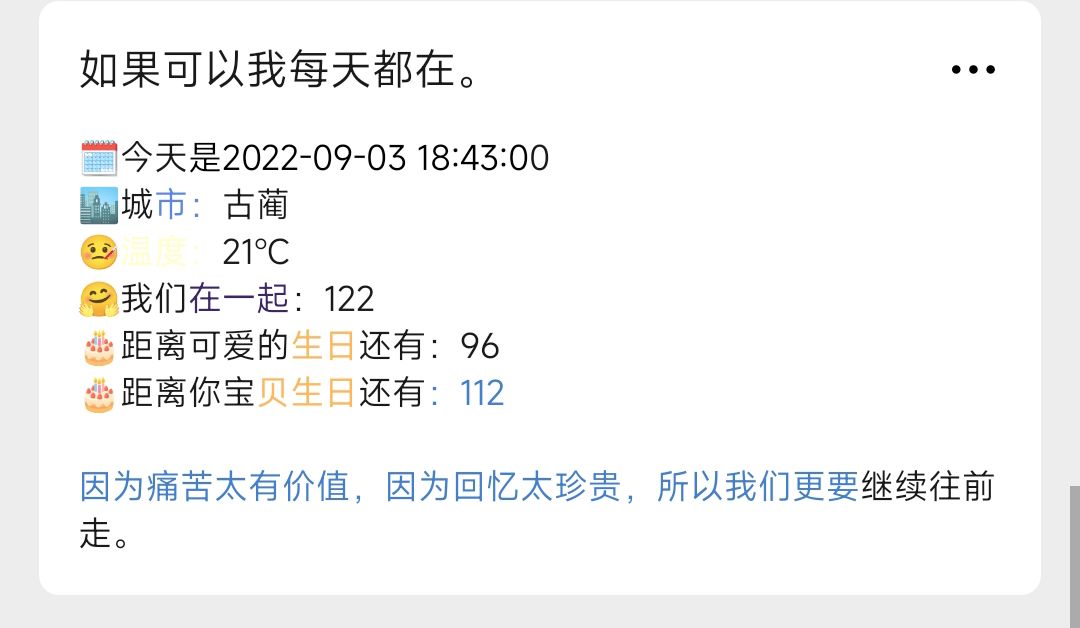 如果可以我每天都在。
🗓️今天是2022-09-03 18:43:00
🏙️城市：古蔺
🤒温度：21℃
🤗我们在一起：122
🎂距离可爱的生日还有：96
🎂距离你宝贝生日还有：112
因为痛苦太有价值，因为回忆太珍贵，所以我们更要继续往前
走。